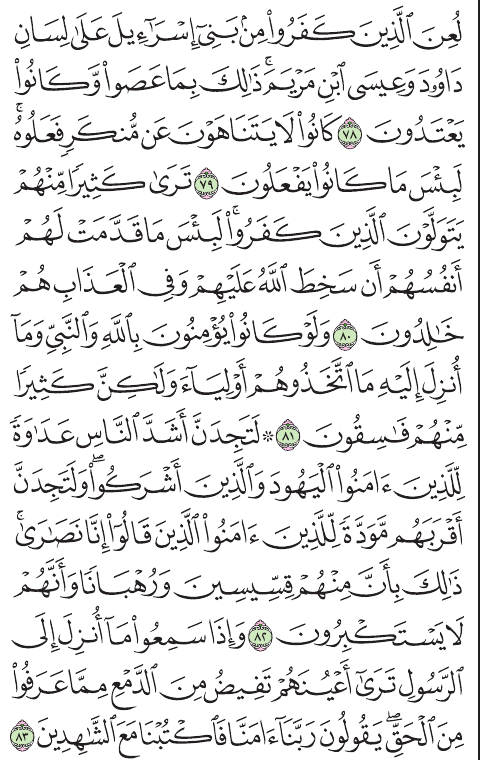 لُعِنَ ٱلَّذِينَ كَفَرُوا۟ مِنۢ بَنِىٓ إِسْرَٰٓءِيلَ عَلَىٰ لِسَانِ
دَاوُۥدَ وَعِيسَى ٱبْنِ مَرْيَمَ ۚ ذَٰلِكَ بِمَا عَصَوا۟ وَّكَانُوا۟
يَعْتَدُونَ ٧٨ كَانُوا۟ لَا يَتَنَاهَوْنَ عَن مُّنكَرٍ فَعَلُوهُ ۚ
لَبِئْسَ مَا كَانُوا۟ يَفْعَلُونَ ٧٩ تَرَىٰ كَثِيرًا مِّنْهُمْ
يَتَوَلَّوْنَ ٱلَّذِينَ كَفَرُوا۟ ۚ لَبِئْسَ مَا قَدَّمَتْ لَهُمْ
أَنفُسُهُمْ أَن سَخِطَ ٱللَّهُ عَلَيْهِمْ وَفِى ٱلْعَذَابِ هُمْ
خَٰلِدُونَ ٨٠ وَلَوْ كَانُوا۟ يُؤْمِنُونَ بِٱللَّهِ وَٱلنَّبِىِّ وَمَآ
أُنزِلَ إِلَيْهِ مَا ٱتَّخَذُوهُمْ أَوْلِيَآءَ وَلَٰكِنَّ كَثِيرًا
مِّنْهُمْ فَٰسِقُونَ ٨١ ۞ لَتَجِدَنَّ أَشَدَّ ٱلنَّاسِ عَدَٰوَةً
لِّلَّذِينَ ءَامَنُوا۟ ٱلْيَهُودَ وَٱلَّذِينَ أَشْرَكُوا۟ ۖ وَلَتَجِدَنَّ
أَقْرَبَهُم مَّوَدَّةً لِّلَّذِينَ ءَامَنُوا۟ ٱلَّذِينَ قَالُوٓا۟ إِنَّا نَصَٰرَىٰ ۚ
ذَٰلِكَ بِأَنَّ مِنْهُمْ قِسِّيسِينَ وَرُهْبَانًا وَأَنَّهُمْ
لَا يَسْتَكْبِرُونَ ٨٢ وَإِذَا سَمِعُوا۟ مَآ أُنزِلَ إِلَى
ٱلرَّسُولِ تَرَىٰٓ أَعْيُنَهُمْ تَفِيضُ مِنَ ٱلدَّمْعِ مِمَّا عَرَفُوا۟
مِنَ ٱلْحَقِّ ۖ يَقُولُونَ رَبَّنَآ ءَامَنَّا فَٱكْتُبْنَا مَعَ ٱلشَّٰهِدِينَ ٨٣